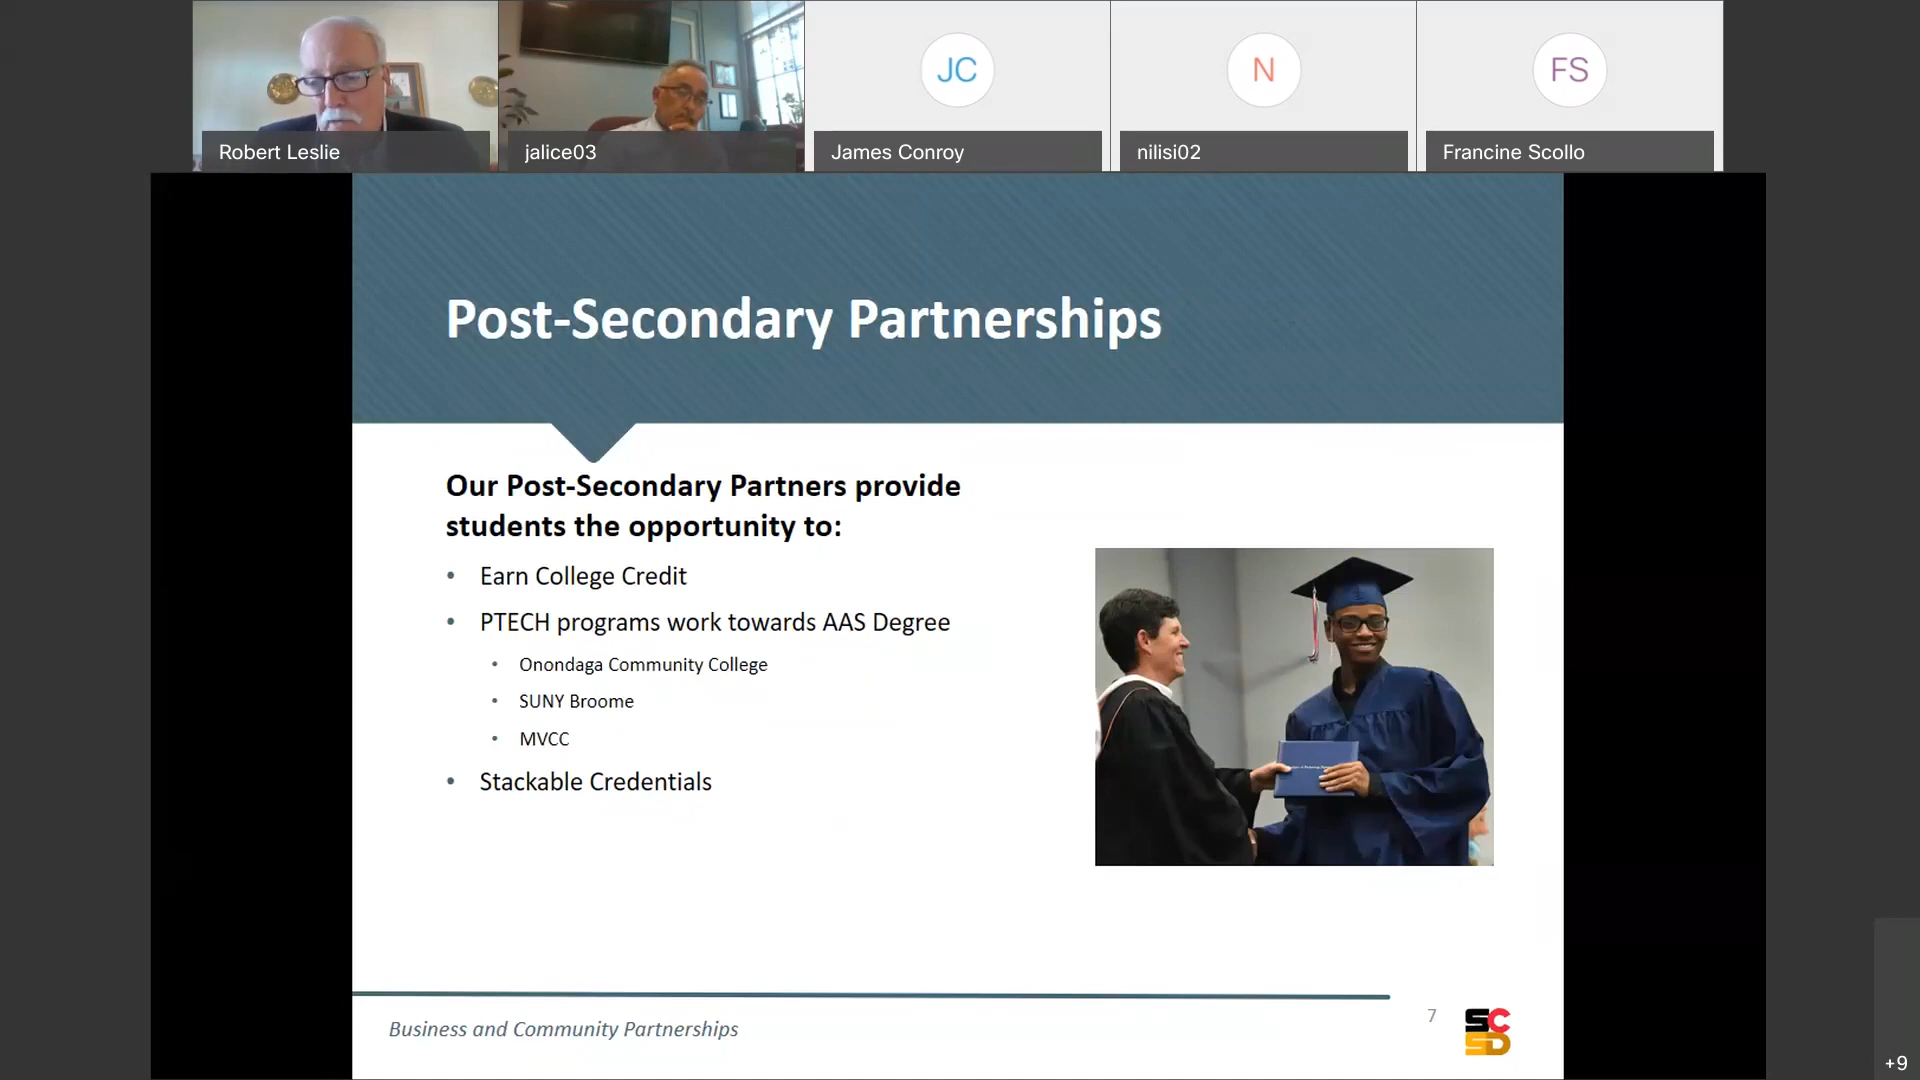 JC
N
FS
Robert Leslie
jalice03
James Conroy
nilisi02
Francine Scollo
Post-Secondary Partnerships
Our Post-Secondary Partners provide
students the opportunity to:
• Earn College Credit
• PTECH programs work towards AAS Degree
• Onondaga Community College
• SUNY Broome
• MVCC
• Stackable Credentials
Business and Community Partnerships
7
SC
SD
+9